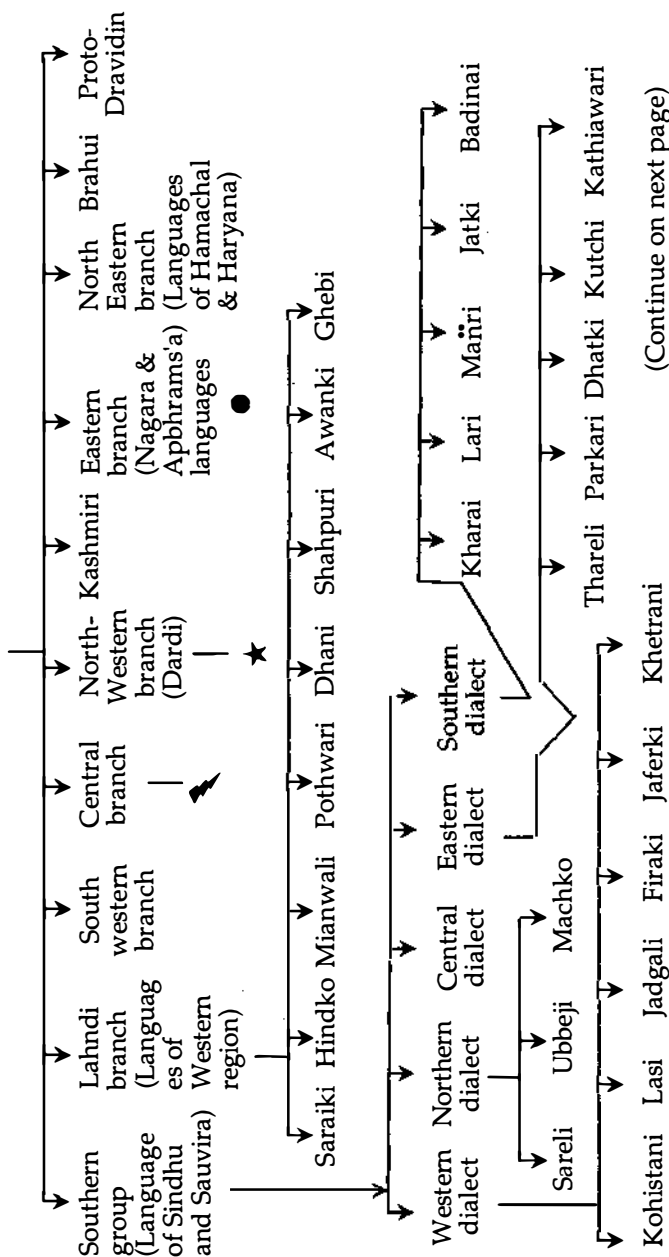 Southern
group
(Language
of Sindhu
and Sauvira)
Lahndi
branch
(Languag
es of
Western
region)
South
western
branch
Central
branch
North-
Western
branch
(Dardi)
Kashmiri
Eastern
branch
(Nagara &
Apbhrams'a)
languages
North
Eastern
branch
(Languages
of Hamachal
& Haryana)
Brahui
Proto-
Dravidin
Saraiki
Hindko
Mianwali
Pothwari
Dhani
Shahpuri
Awanki
Ghebi
Western
dialect
Northern
dialect
Central
dialect
Eastern
dialect
Southern
dialect
Kharai
Lari
Man̈ri
Jatki
Badinai
Sareli
Ubbeji
Machko
Thareli
Parkari
Dhatki
Kutchi
Kathiawari
Kohistani
Lasi
Jadgali
Firaki
Jaferki
Khetrani
(Continue on next page)